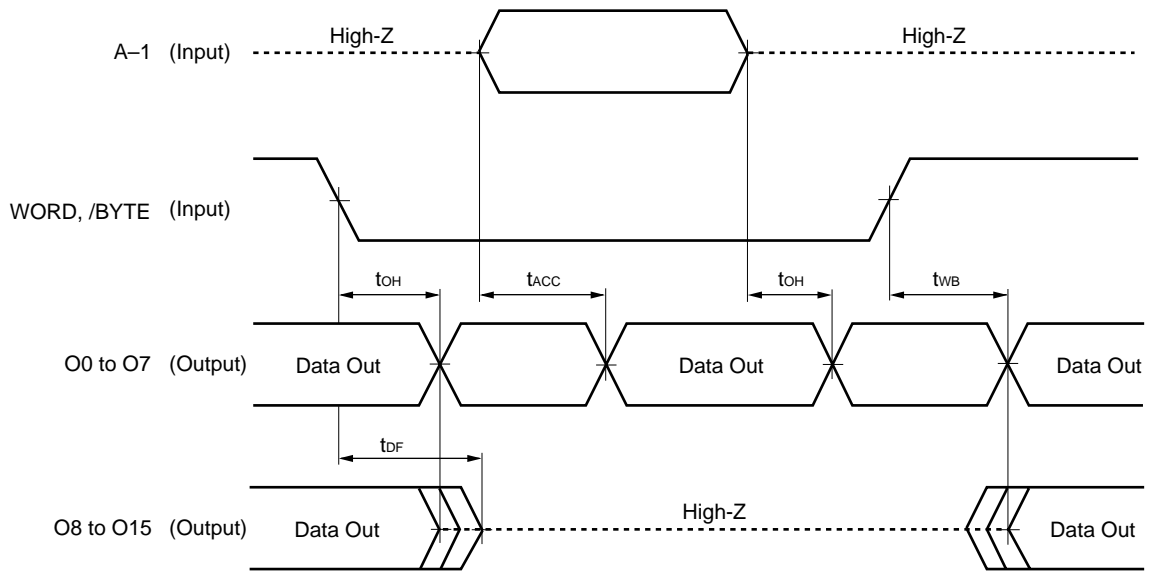 High-Z
High-Z
A–1 (Input)
WORD, /BYTE (Input)
tOH
tACC
tOH
tWB
O0 to O7 (Output)
Data Out
Data Out
Data Out
tDF
High-Z
O8 to O15 (Output)
Data Out
Data Out